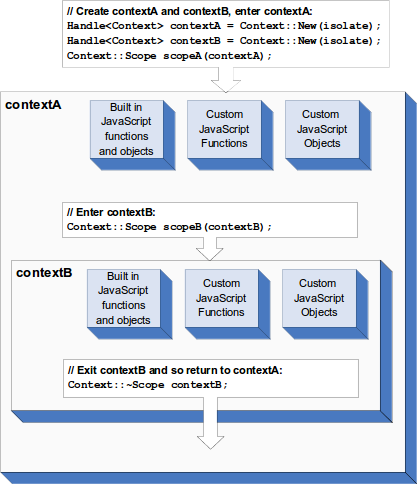 // Create contextA and contextB, enter contextA:
Handle<Context> contextA = Context::New(isolate);
Handle<Context> contextB = Context::New(isolate);
Context::Scope scopeA(contextA);
contextA
Built in
JavaScript
functions
and objects
Custom
JavaScript
Functions
Custom
JavaScript
Objects
// Enter contextB:
Context::Scope scopeB(contextB);
contextB
Built in
JavaScript
functions
and objects
Custom
JavaScript
Functions
Custom
JavaScript
Objects
// Exit contextB and so return to contextA:
Context::~Scope contextB;